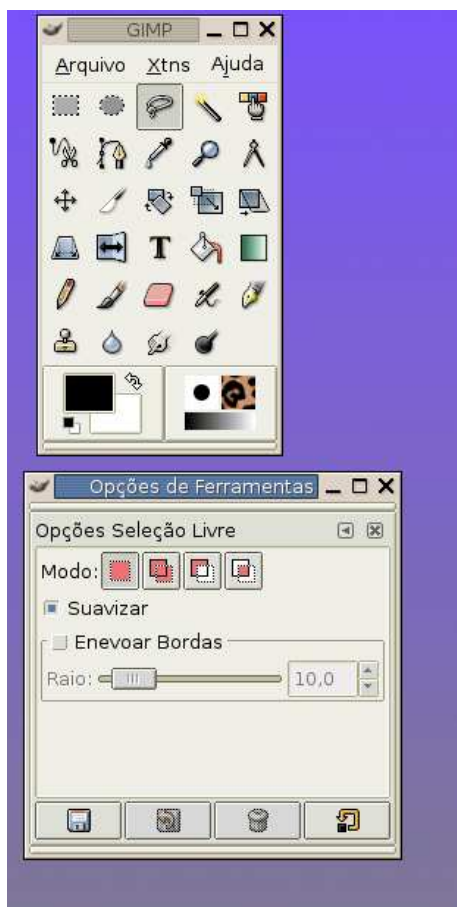 GIMP
Arquivo Xtns Ajuda
T
Opções de Ferramentas
Opções Seleção Livre
Modo:
Suavizar
Enevoar Bordas
Raio: 10,0